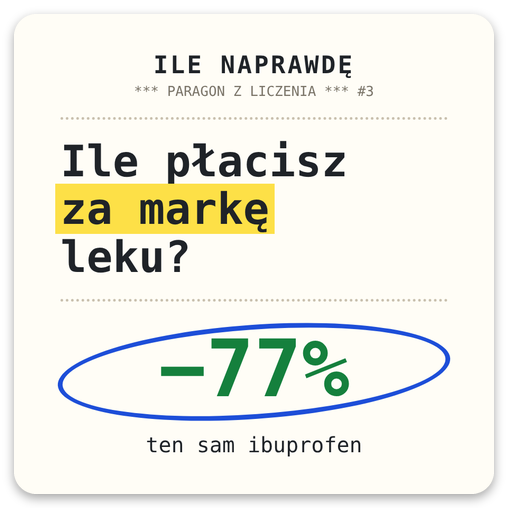 ILE NAPRAWDĘ
*** PARAGON Z LICZENIA *** #3
Ile płacisz
za markę
leku?
–77%
ten sam ibuprofen